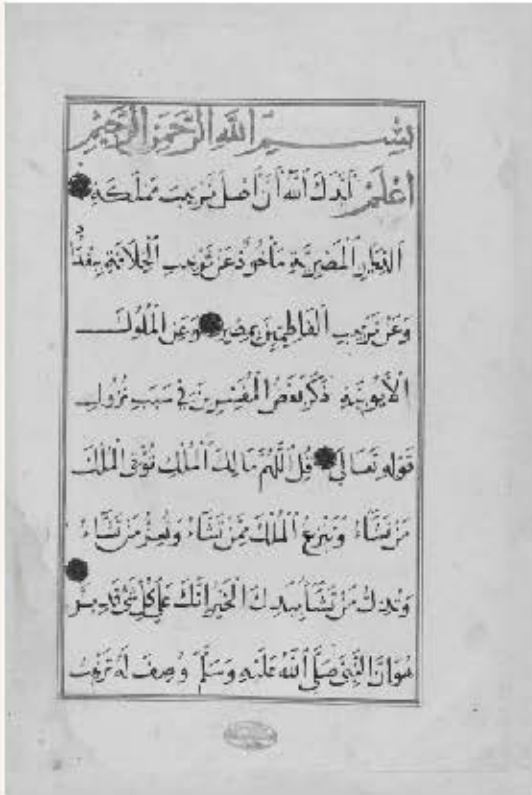 بسم الله الرحمن الرحيم
اعلم أيدك الله أن أصل ترتيب مملكة
الديار المصرية مأخوذ عن ترتيب الخلافة ببغداد
وعن ترتيب الفاطميين بمصر وعن الملوك
الأيوبية ذكر بعض المفسرين في سبب نزول
قوله تعالى قل اللهم مالك الملك تؤتي الملك
من تشاء وتنزع الملك ممن تشاء وتعز من تشاء
وتذل من تشاء بيدك الخير إنك على كل شيء قدير
هو أن النبي صلى الله عليه وسلم وصف له ترتيب